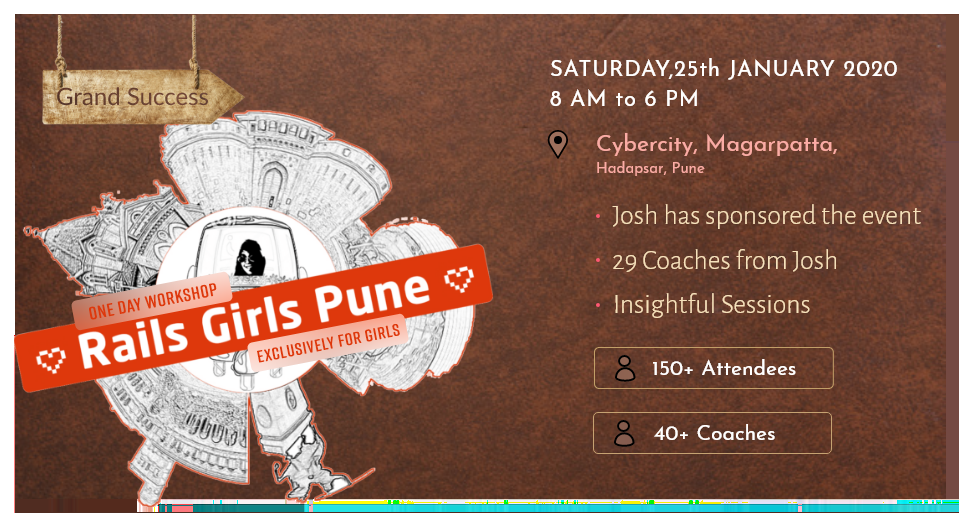 Grand Success
ONE DAY WORKSHOP
Rails Girls Pune
EXCLUSIVELY FOR GIRLS
SATURDAY,25th JANUARY 2020
8 AM to 6 PM
Cybercity, Magarpatta,
Hadapsar, Pune
• Josh has sponsored the event
• 29 Coaches from Josh
• Insightful Sessions
150+ Attendees
40+ Coaches